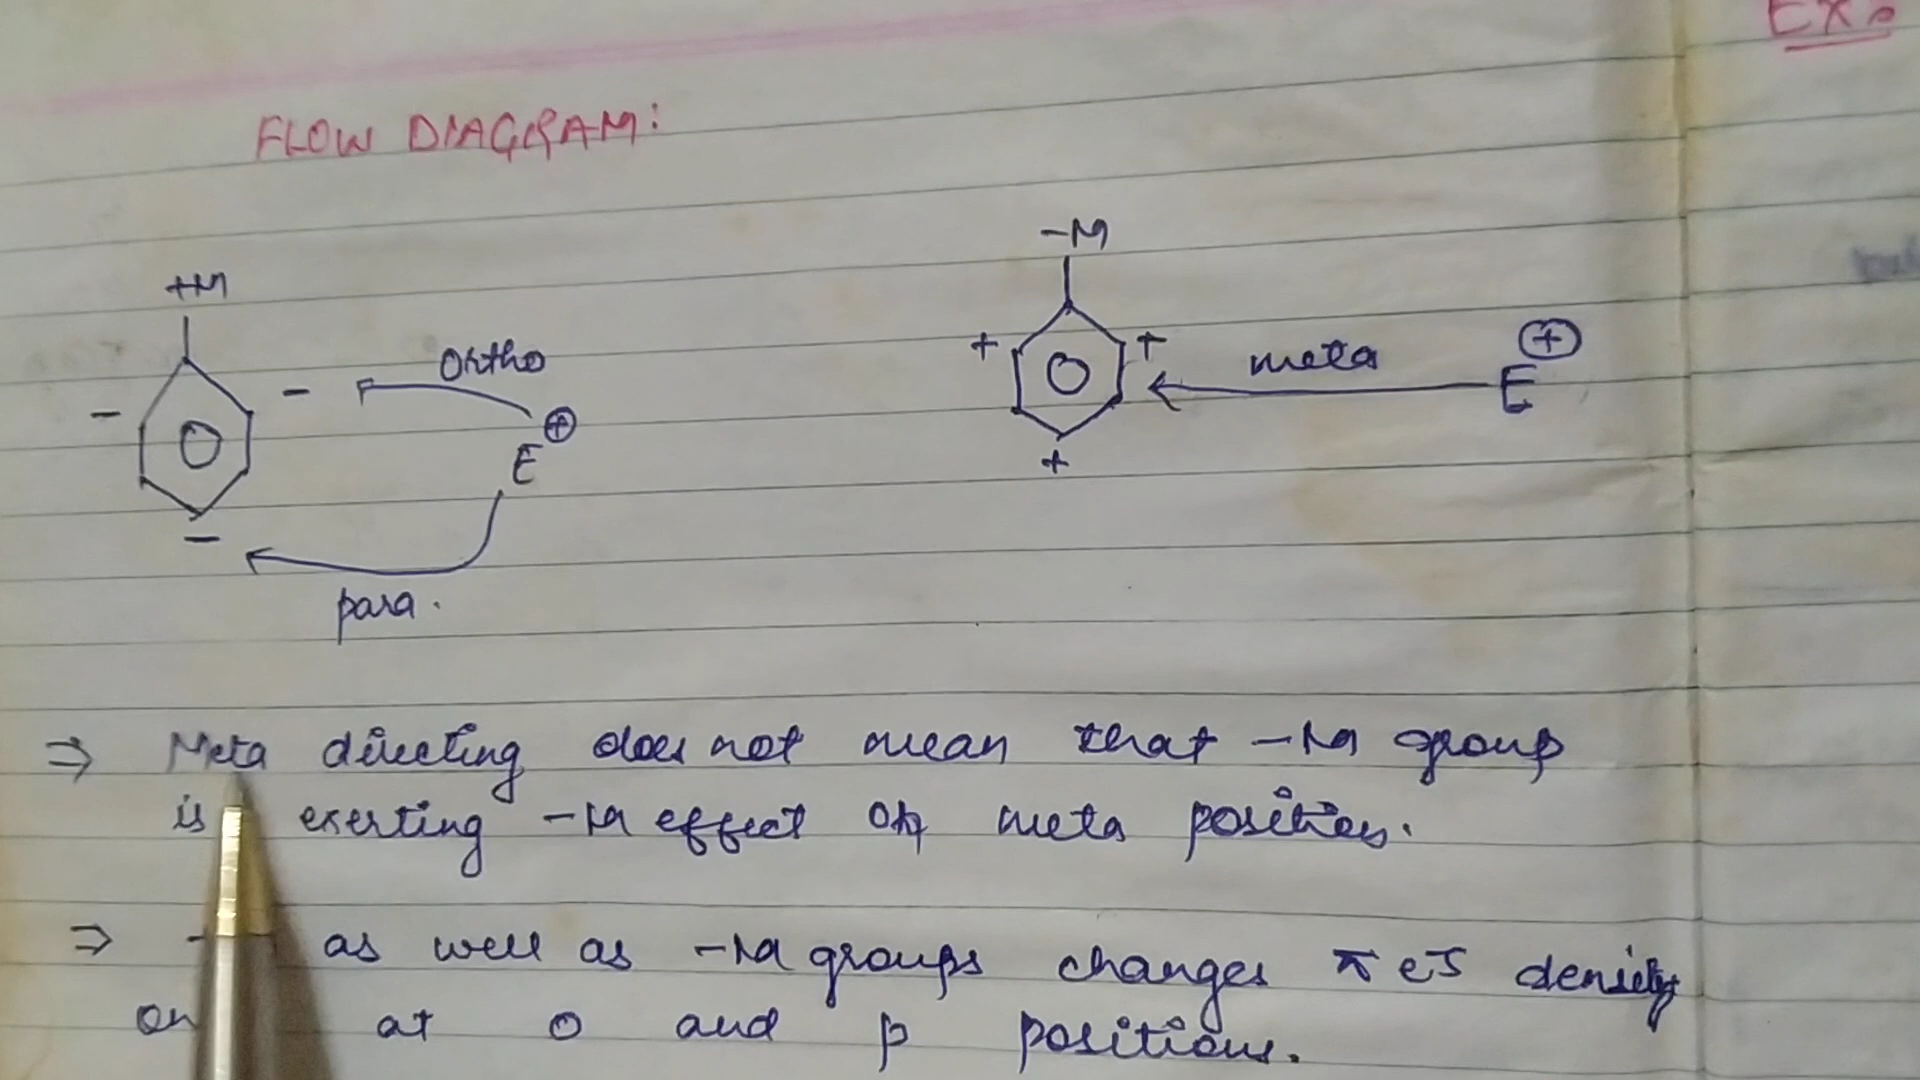 Ex.
FLOW DIAGRAM:
+M
-M
Ortho
meta
E⊕
E⊕
para.
⇒ Meta directing does not mean that -M group
is exerting -M effect on meta position.
⇒ as well as -M groups changes π e⁻s density
at o and p positions.